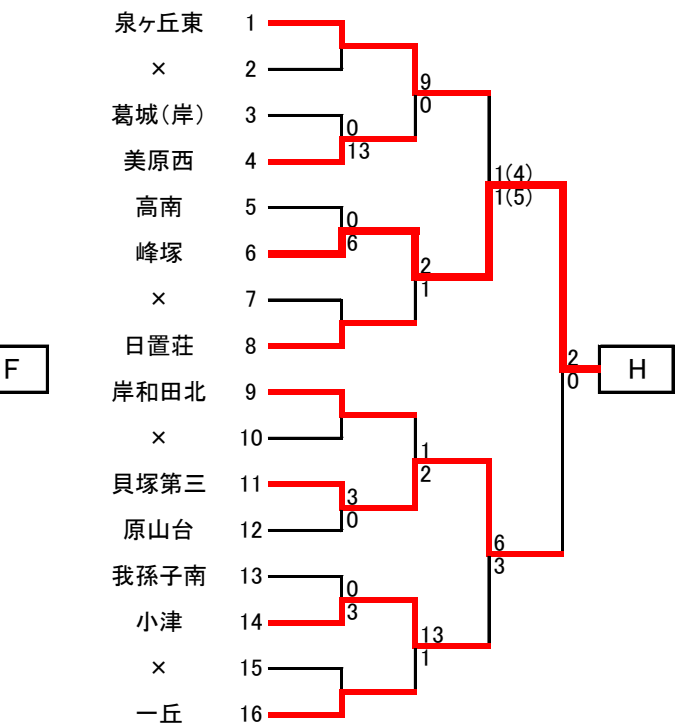 泉ヶ丘東 1
× 2
9
0
葛城(岸) 3
0
13
美原西 4
1(4)
1(5)
高南 5
0
6
峰塚 6
2
1
× 7
日置荘 8
F
2
0
H
岸和田北 9
× 10
1
2
貝塚第三 11
3
0
原山台 12
6
3
我孫子南 13
0
3
小津 14
13
1
× 15
一丘 16